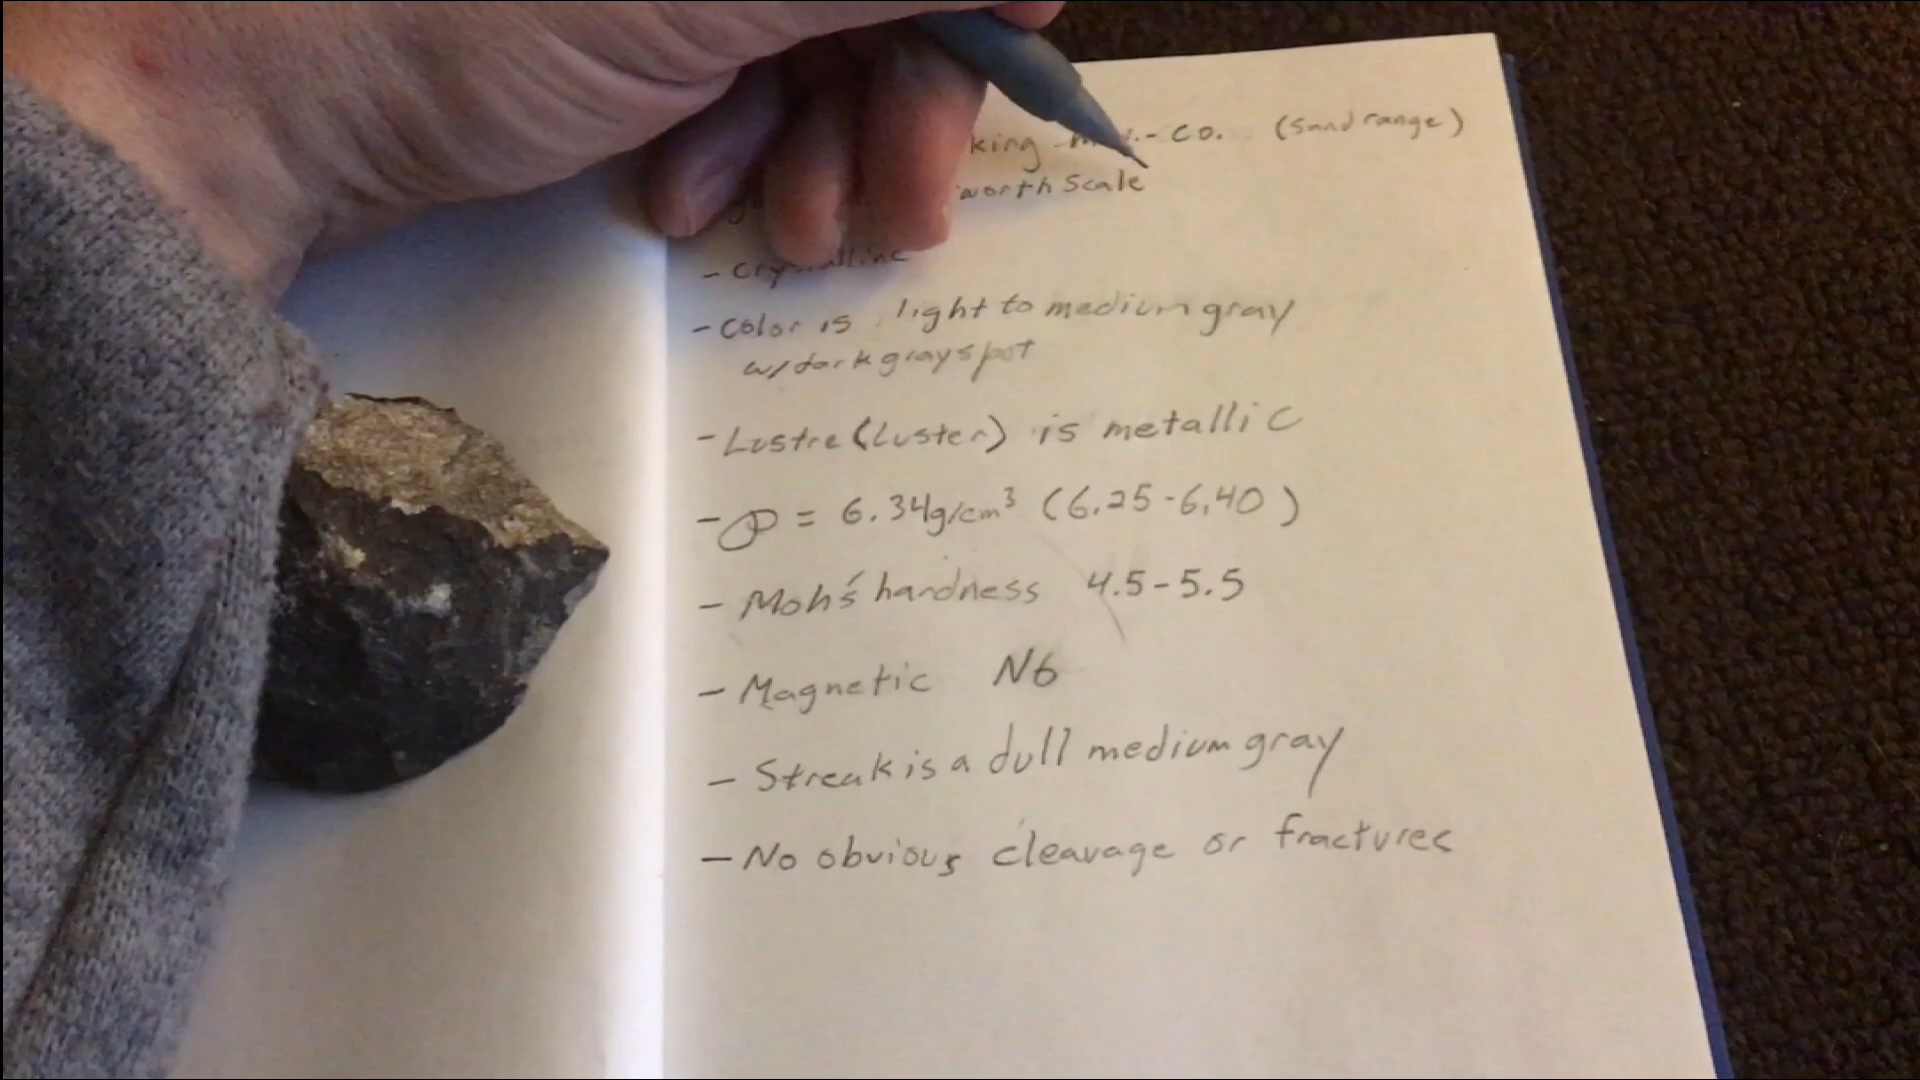 king - Co. (sand range)
worth Scale
- crystalline
- Color is light to medium gray
w/dark gray spot
- Lustre (Luster) is metallic
- ρ = 6.34g/cm³ (6.25-6.40)
- Moh's hardness 4.5-5.5
- Magnetic No
- Streak is a dull medium gray
- No obvious cleavage or fractures